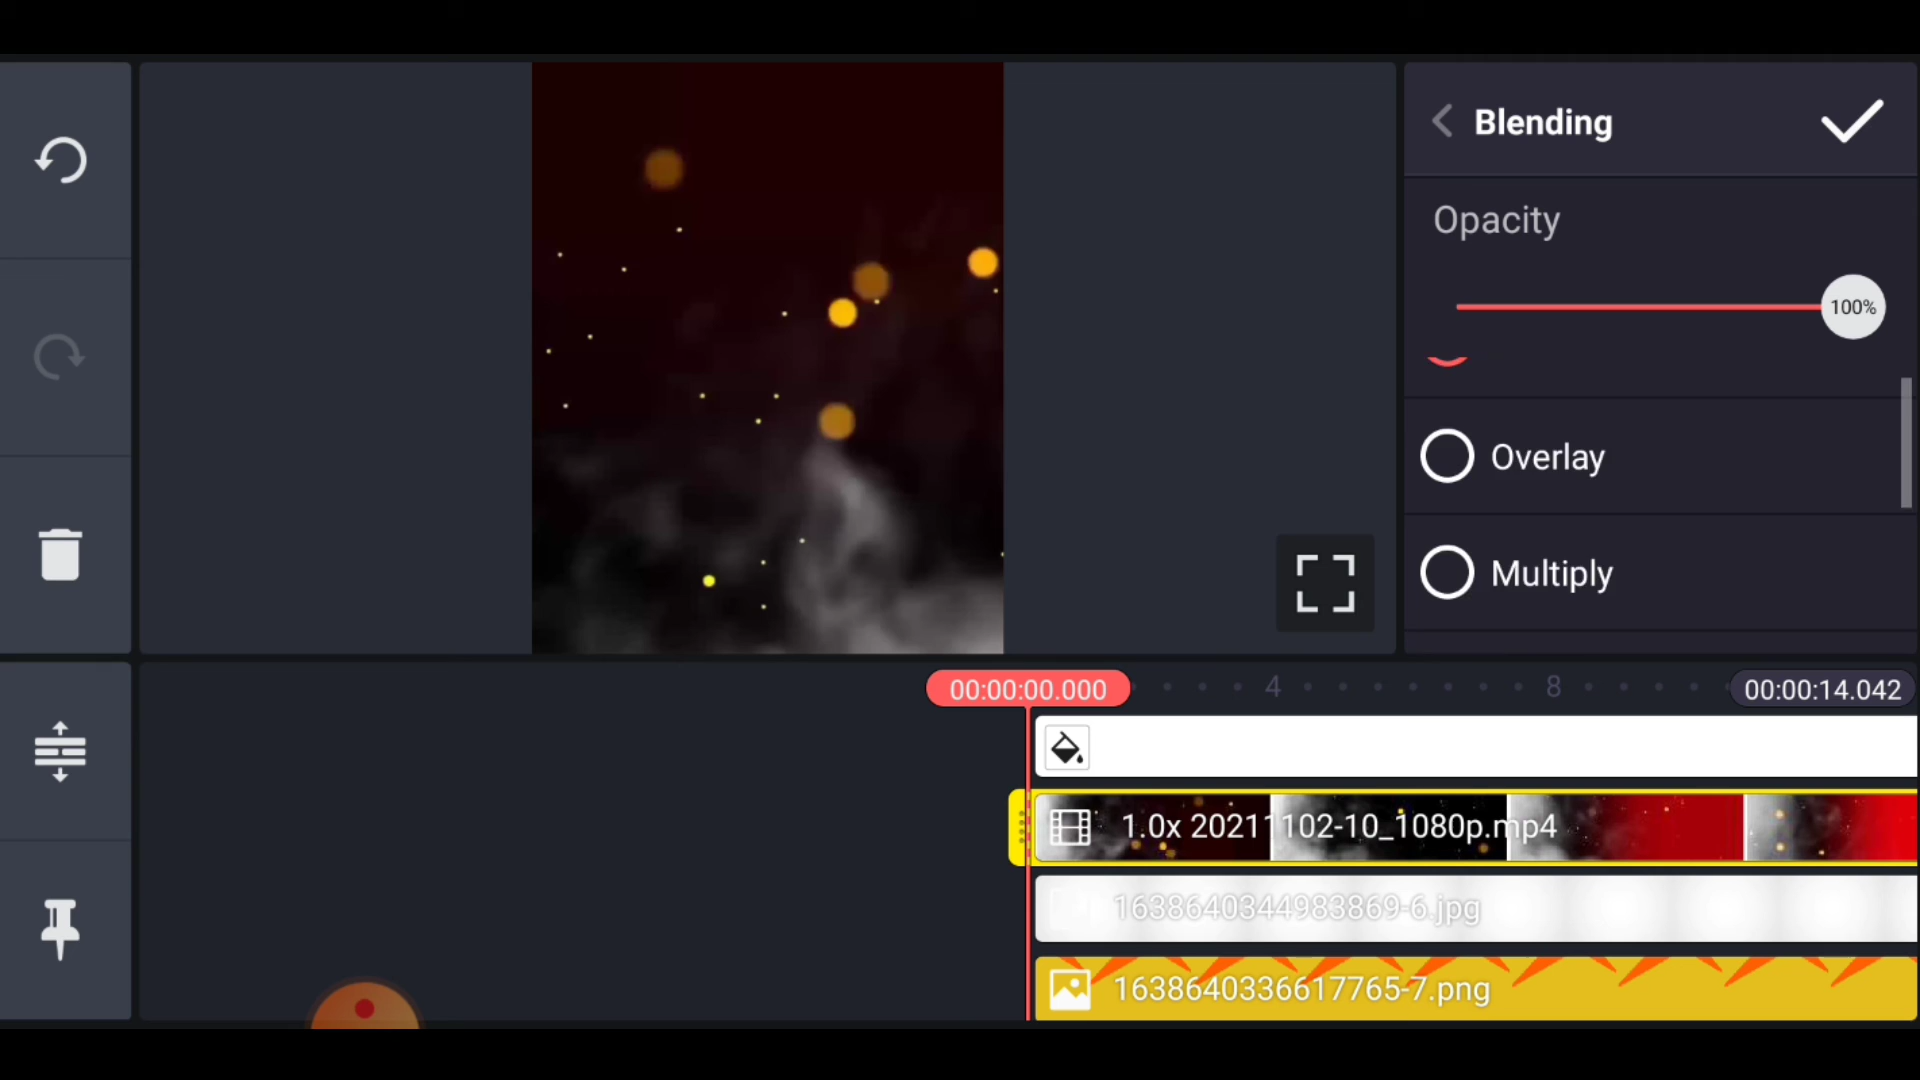 Blending
Opacity
100%
Overlay
Multiply
00:00:00.000
4
8
00:00:14.042
1.0x 20211102-10_1080p.mp4
1638640344983869-6.jpg
1638640336617765-7.png